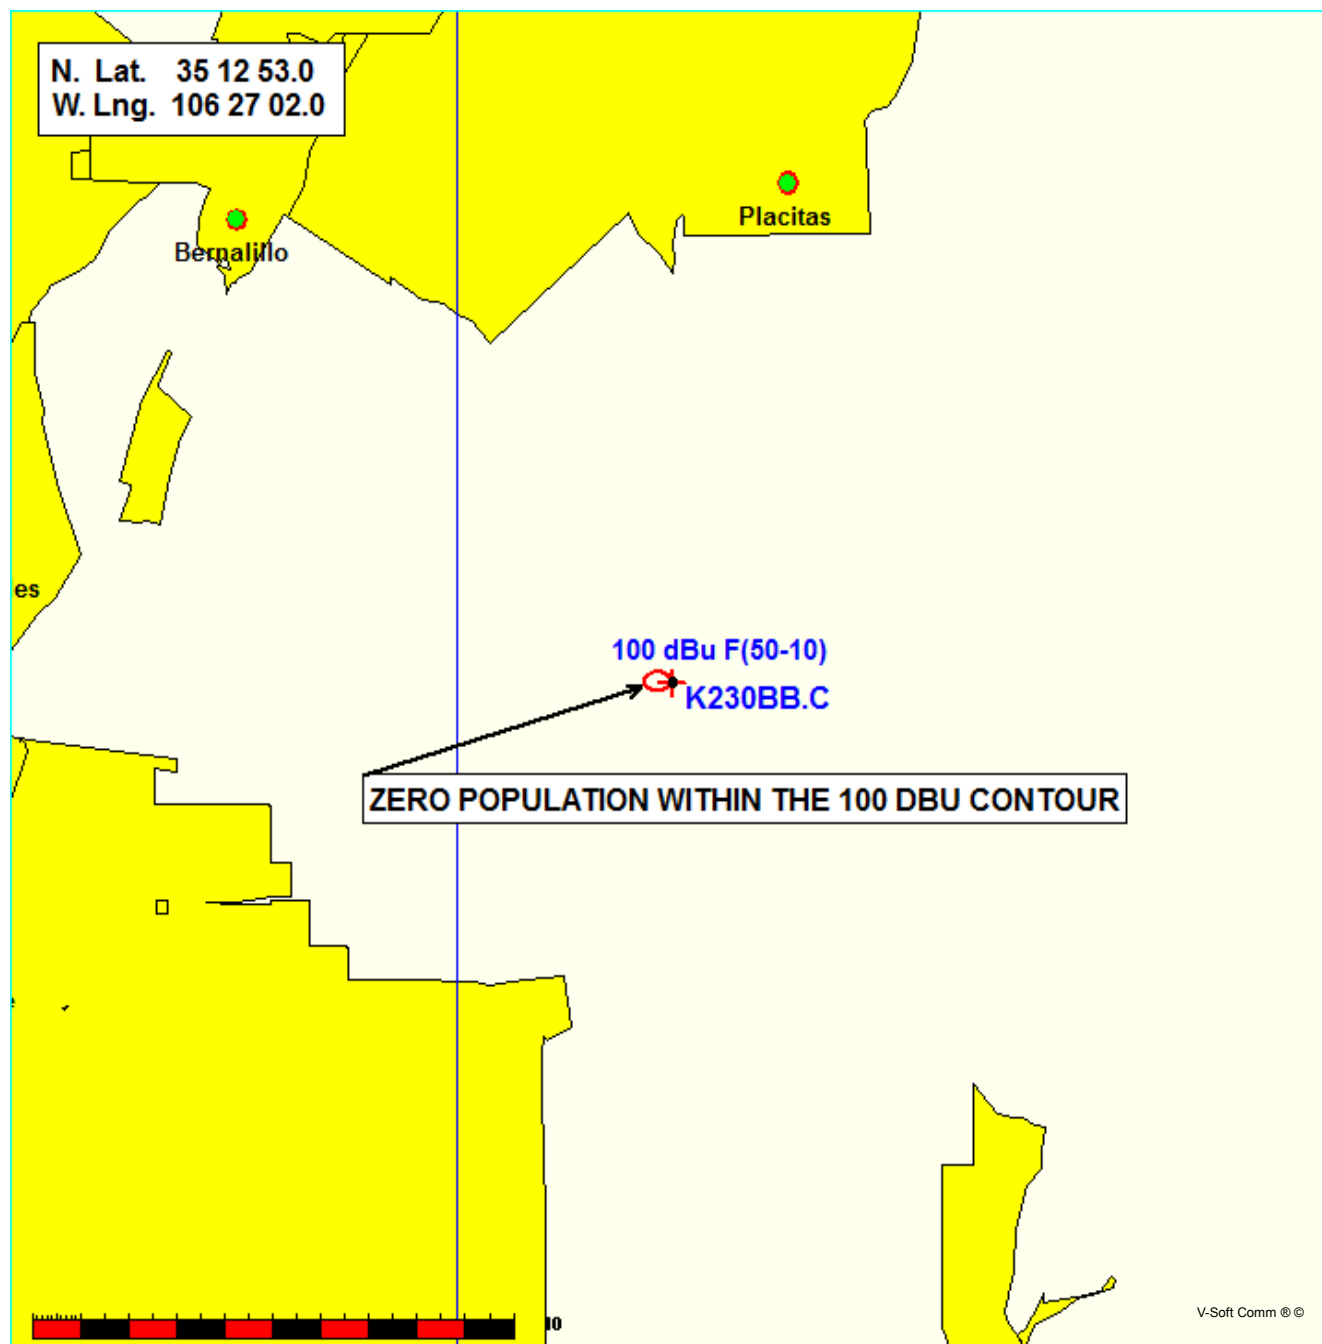 N. Lat. 35 12 53.0
W. Lng. 106 27 02.0
Placitas
Bernalillo
es
100 dBu F(50-10)
K230BB.C
ZERO POPULATION WITHIN THE 100 DBU CONTOUR
V-Soft Comm ® ©